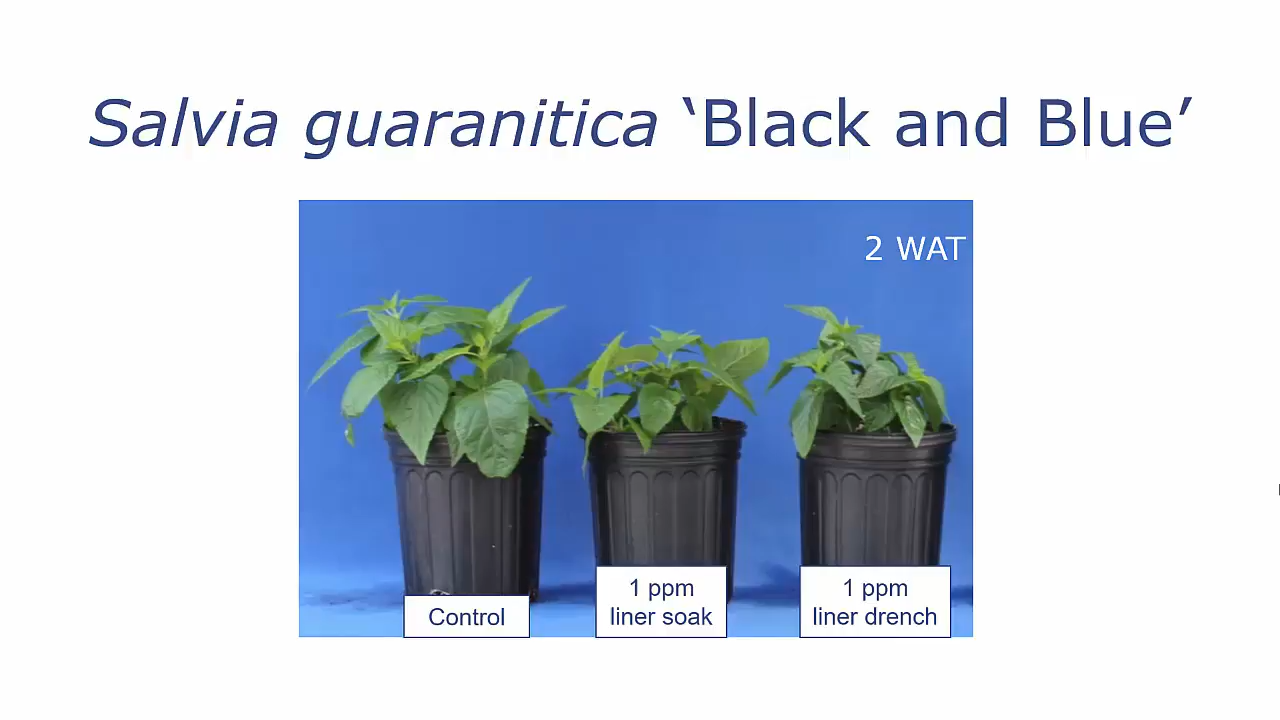 Salvia guaranitica ‘Black and Blue’
2 WAT
Control
1 ppm
liner soak
1 ppm
liner drench